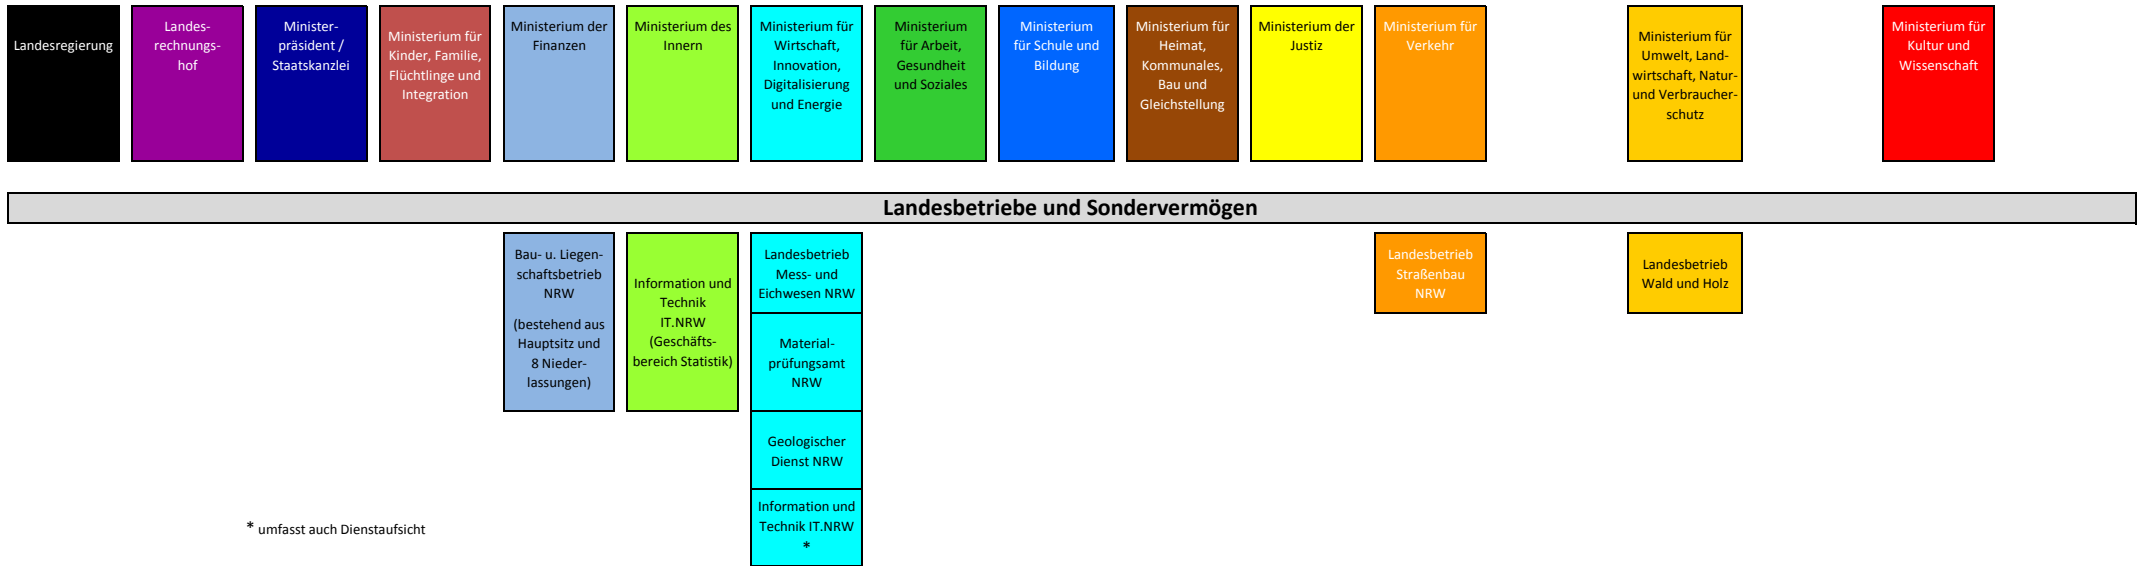 Landesregierung
Landes-
rechnungs-
hof
Minister-
präsident /
Staatskanzlei
Ministerium für
Kinder, Familie,
Flüchtlinge und
Integration
Ministerium der
Finanzen
Ministerium des
Innern
Ministerium für
Wirtschaft,
Innovation,
Digitalisierung
und Energie
Ministerium
für Arbeit,
Gesundheit
und Soziales
Ministerium
für Schule und
Bildung
Ministerium für
Heimat,
Kommunales,
Bau und
Gleichstellung
Ministerium der
Justiz
Ministerium für
Verkehr
Ministerium für
Umwelt, Land-
wirtschaft, Natur-
und Verbraucher-
schutz
Ministerium für
Kultur und
Wissenschaft
Landesbetriebe und Sondervermögen
Bau- u. Liegen-
schaftsbetrieb
NRW
(bestehend aus
Hauptsitz und
8 Nieder-
lassungen)
Information und
Technik
IT.NRW
(Geschäfts-
bereich Statistik)
Landesbetrieb
Mess- und
Eichwesen NRW
Material-
prüfungsamt
NRW
Geologischer
Dienst NRW
Information und
Technik IT.NRW
*
Landesbetrieb
Straßenbau
NRW
Landesbetrieb
Wald und Holz
* umfasst auch Dienstaufsicht